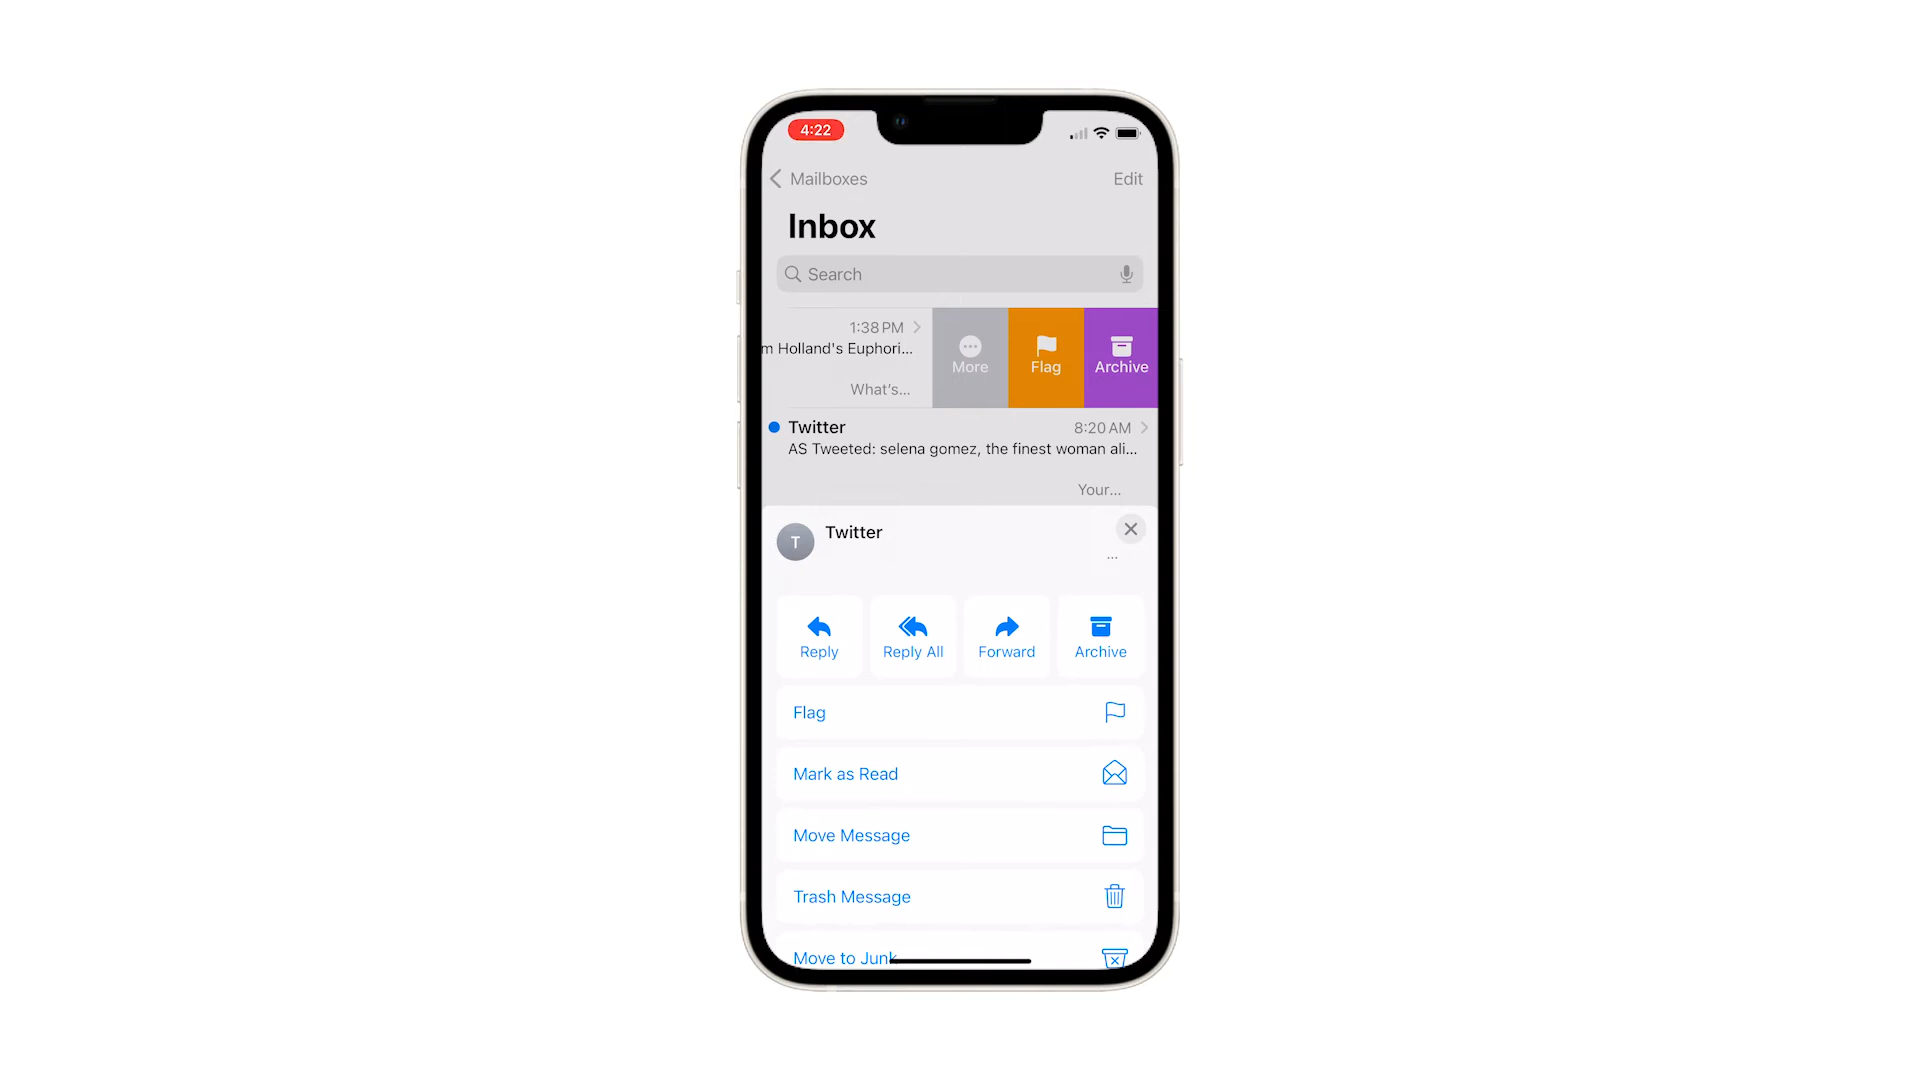 4:22
Mailboxes
Edit
Inbox
Search
1:38 PM
m Holland's Euphori...
What's...
More
Flag
Archive
Twitter
8:20 AM
AS Tweeted: selena gomez, the finest woman ali...
Your...
T
Twitter
...
Reply
Reply All
Forward
Archive
Flag
Mark as Read
Move Message
Trash Message
Move to Junk